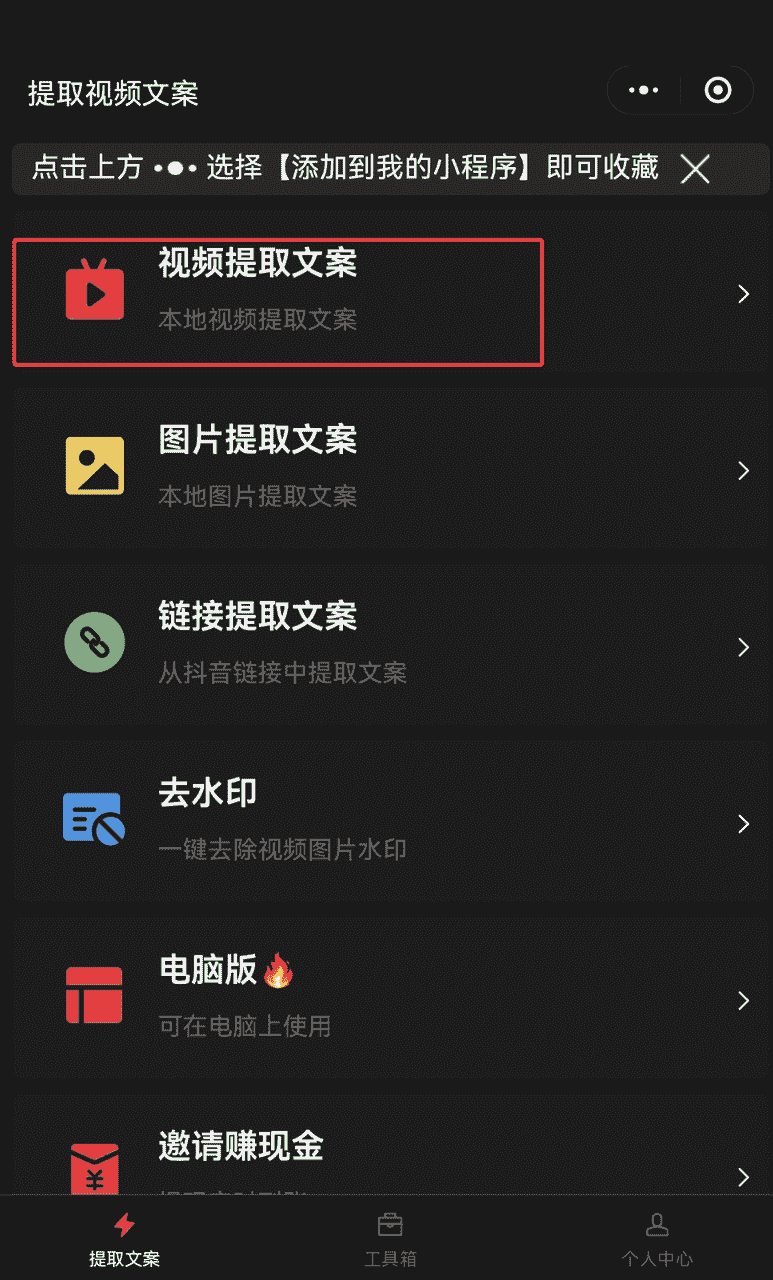 提取视频文案
点击上方 •●• 选择【添加到我的小程序】即可收藏
视频提取文案
本地视频提取文案
图片提取文案
本地图片提取文案
链接提取文案
从抖音链接中提取文案
去水印
一键去除视频图片水印
电脑版🔥
可在电脑上使用
邀请赚现金
¥
提取文案
工具箱
个人中心